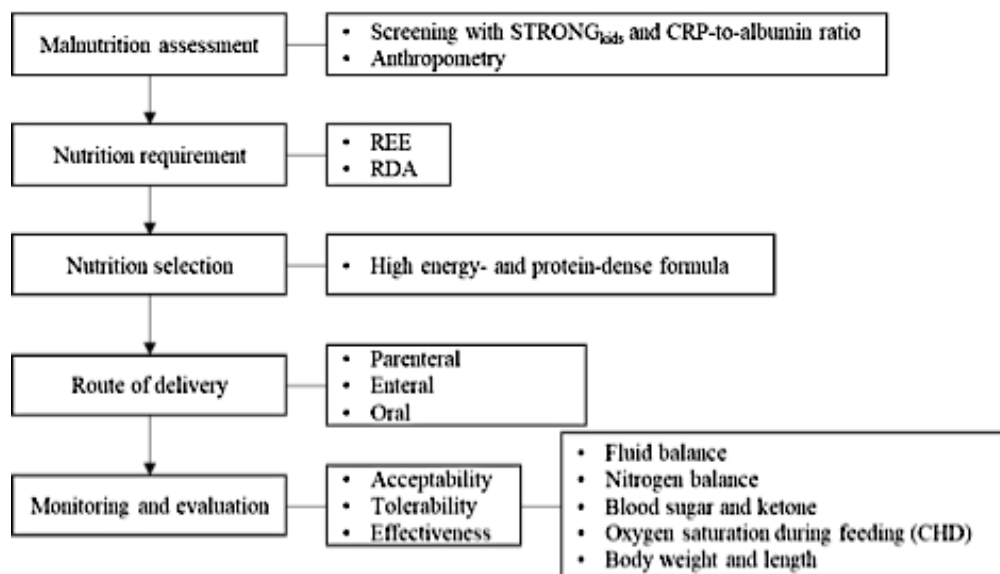 Malnutrition assessment
• Screening with STRONGkids and CRP-to-albumin ratio
• Anthropometry
Nutrition requirement
• REE
• RDA
Nutrition selection
• High energy- and protein-dense formula
Route of delivery
• Parenteral
• Enteral
• Oral
Monitoring and evaluation
• Acceptability
• Tolerability
• Effectiveness
• Fluid balance
• Nitrogen balance
• Blood sugar and ketone
• Oxygen saturation during feeding (CHD)
• Body weight and length